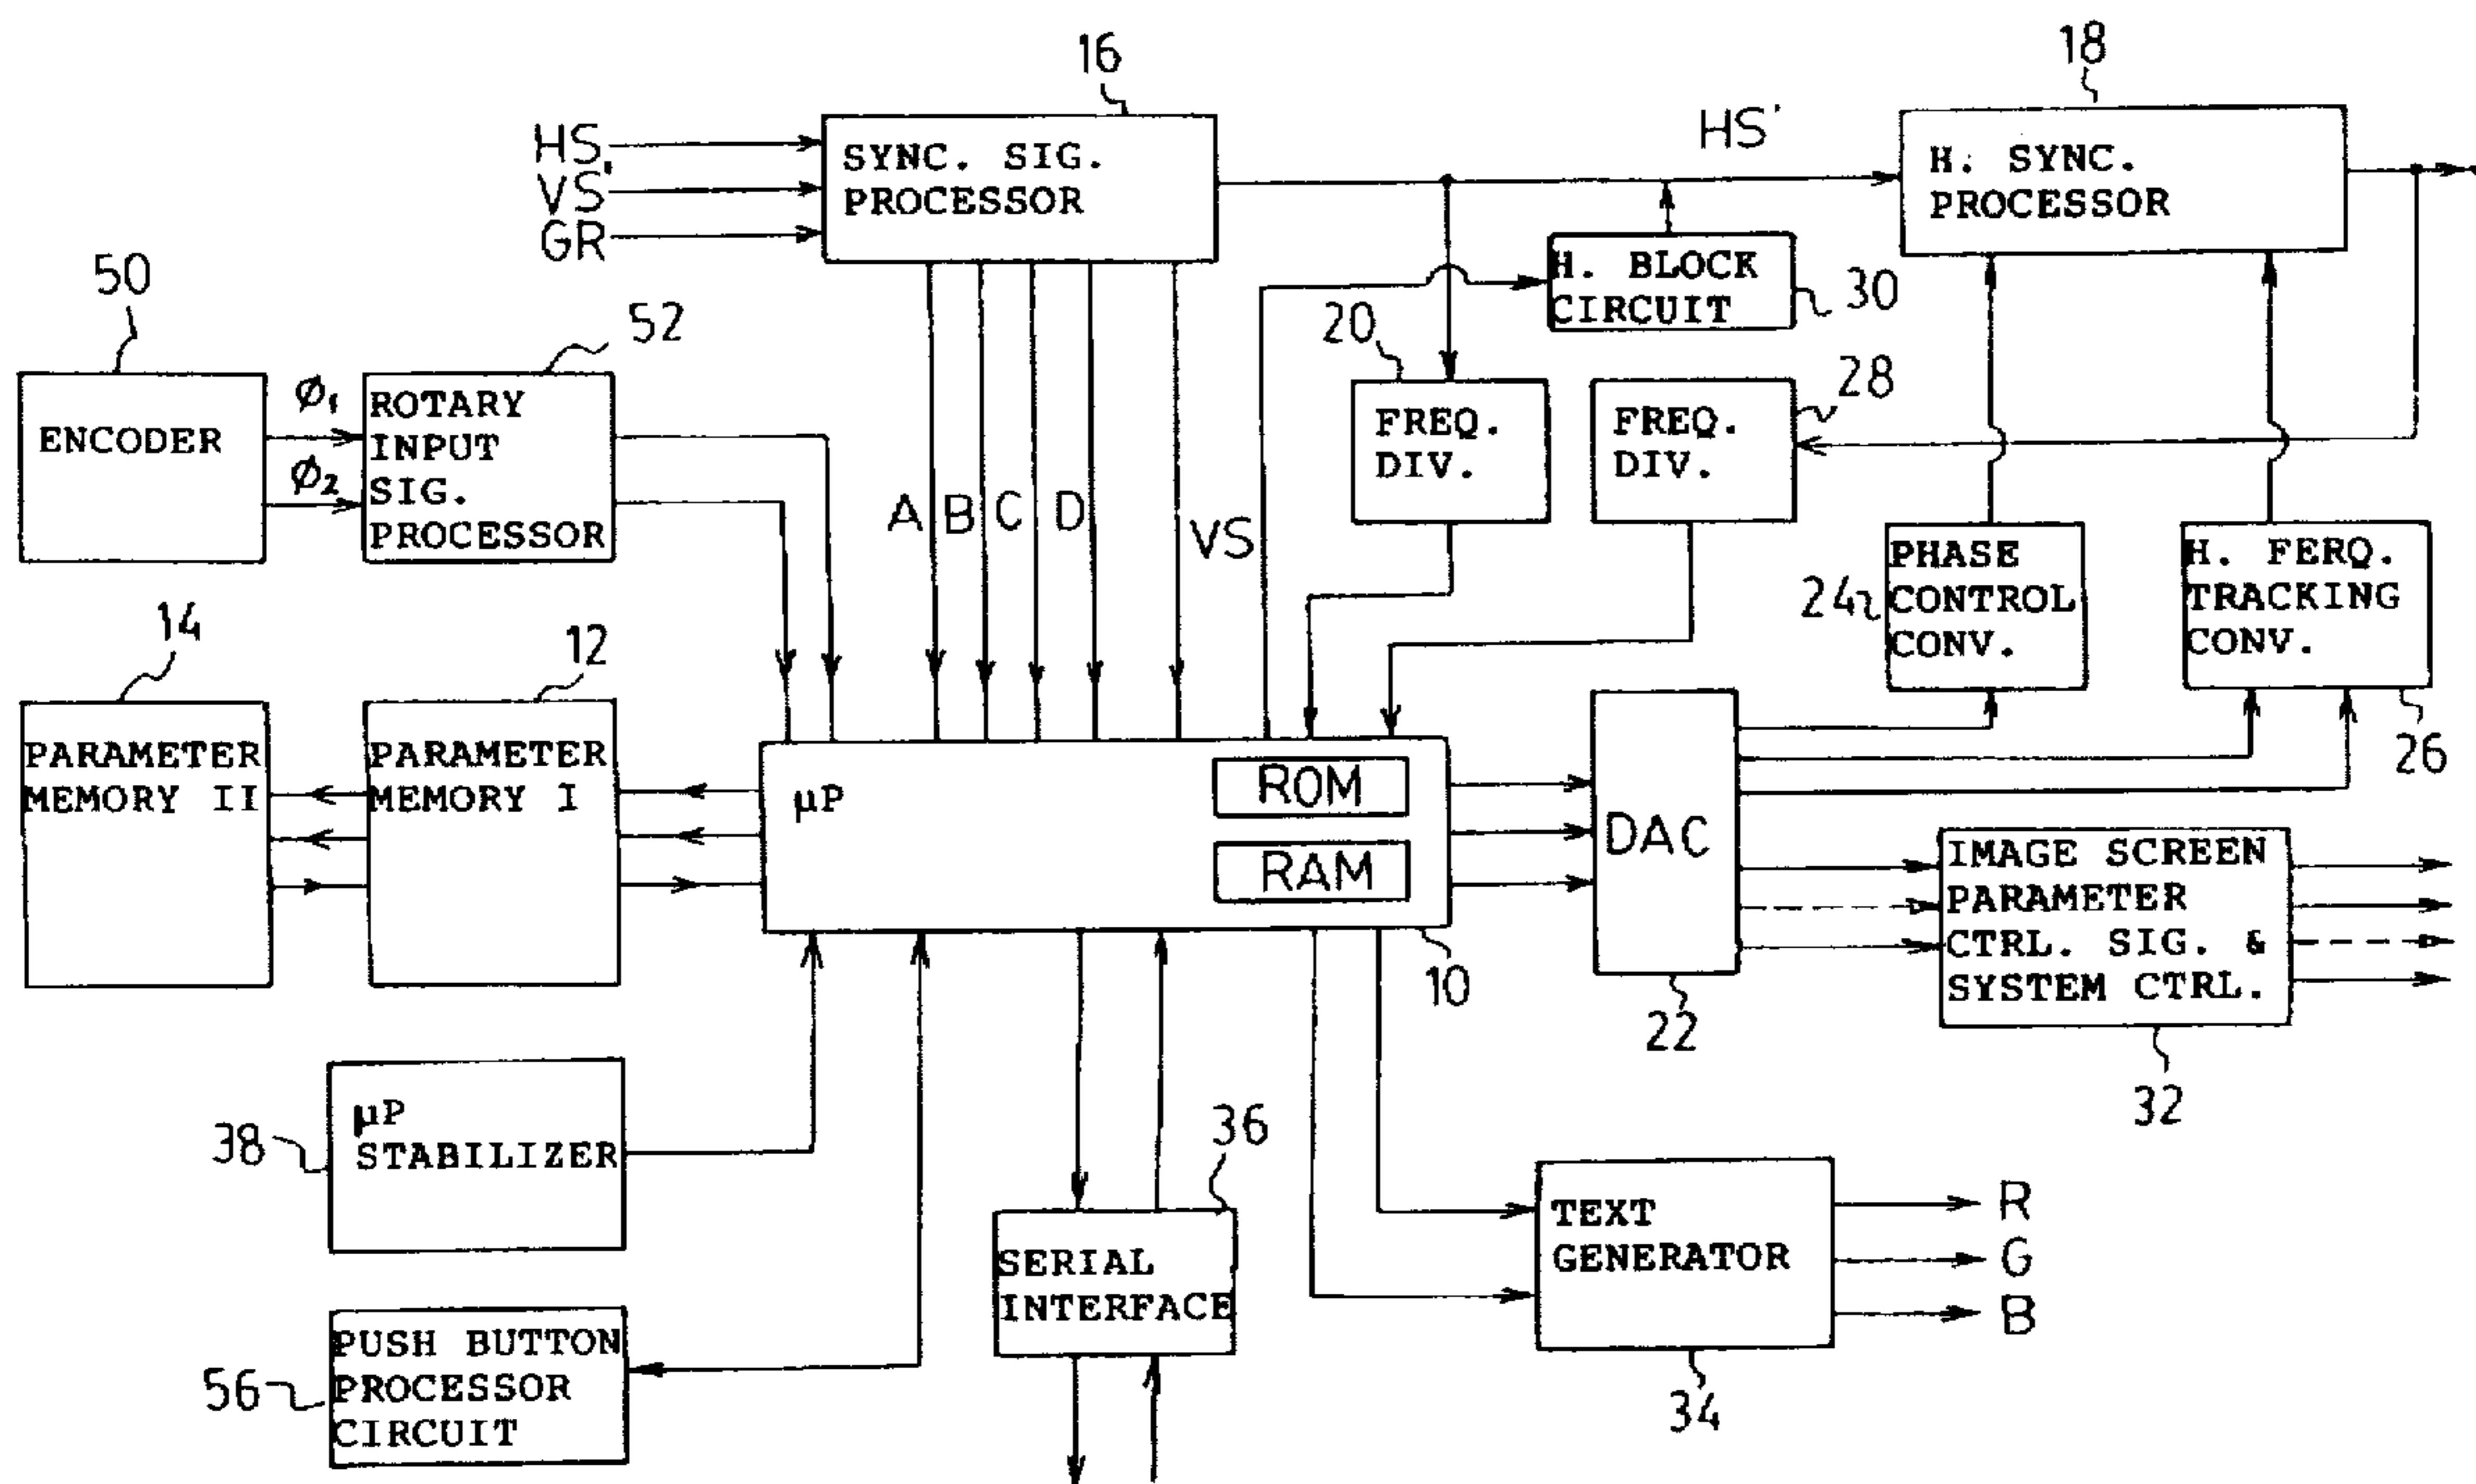 16
18
HS
VS'
GR
SYNC. SIG.
PROCESSOR
HS'
H. SYNC.
PROCESSOR
H. BLOCK
CIRCUIT
30
50
52
20
28
ENCODER
Ø1
Ø2
ROTARY
INPUT
SIG.
PROCESSOR
A
B
C
D
VS
FREQ.
DIV.
FREQ.
DIV.
24
PHASE
CONTROL
CONV.
H. FERQ.
TRACKING
CONV.
26
14
12
PARAMETER
MEMORY II
PARAMETER
MEMORY I
µP
ROM
RAM
10
DAC
22
IMAGE SCREEN
PARAMETER
CTRL. SIG. &
SYSTEM CTRL.
32
38
µP
STABILIZER
36
SERIAL
INTERFACE
TEXT
GENERATOR
R
G
B
34
56
PUSH BUTTON
PROCESSOR
CIRCUIT